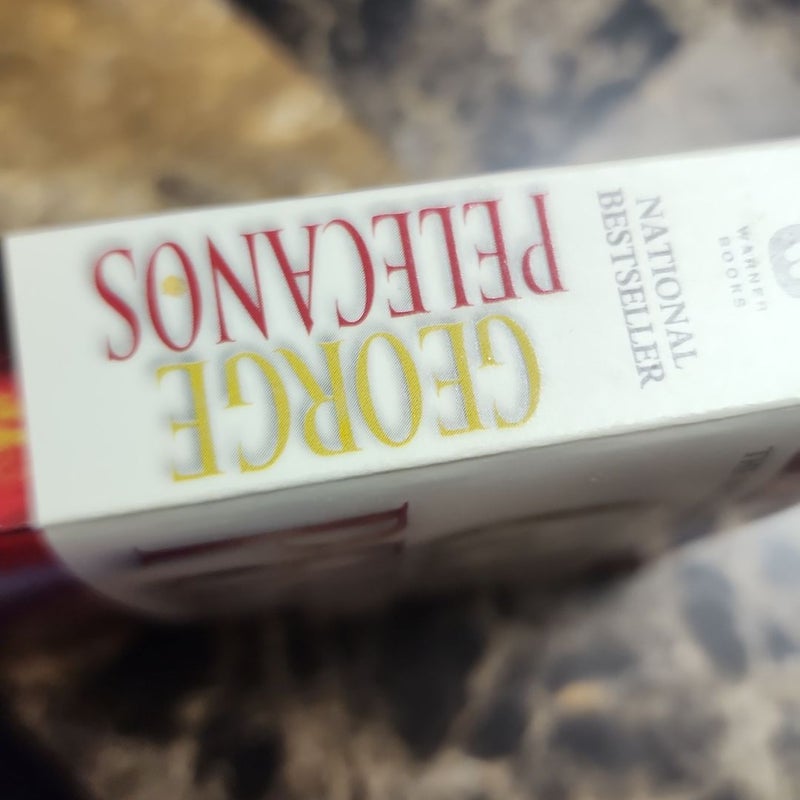 WARNER
BOOKS
NATIONAL
BESTSELLER
GEORGE
PELECANOS